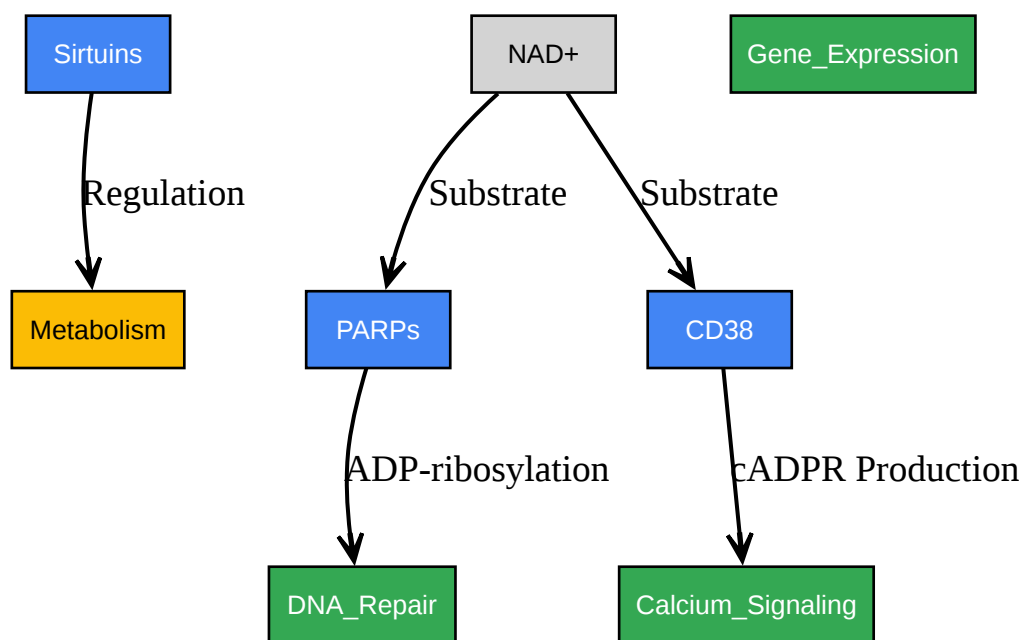 Sirtuins
NAD+
Gene_Expression
Regulation
Substrate
Substrate
Metabolism
PARPs
CD38
ADP-ribosylation
cADPR Production
DNA_Repair
Calcium_Signaling